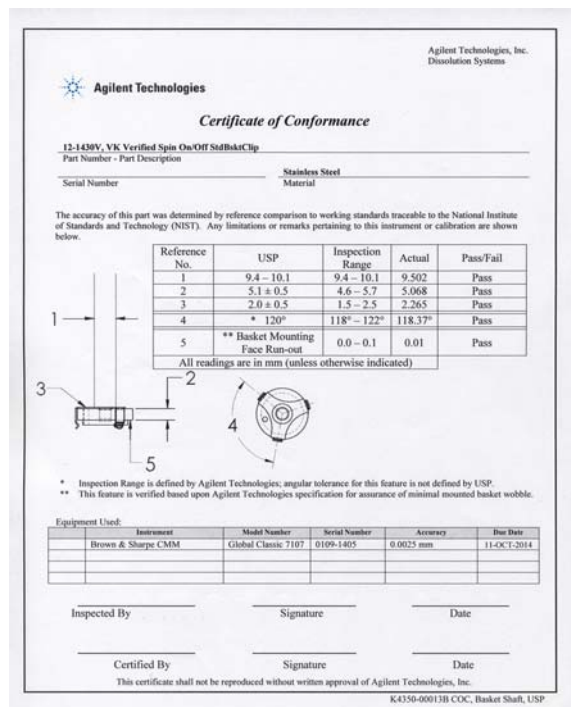 Agilent Technologies, Inc.
Dissolution Systems
Agilent Technologies
Certificate of Conformance
12-1430V, VK Verified Spin On/Off StdBsktClip
Part Number - Part Description
Stainless Steel
Serial Number Material
The accuracy of this part was determined by reference comparison to working standards traceable to the National Institute
of Standards and Technology (NIST). Any limitations or remarks pertaining to this instrument or calibration are shown
below.
Reference No. USP Inspection Range Actual Pass/Fail
1 9.4 – 10.1 9.4 – 10.1 9.502 Pass
2 5.1 ± 0.5 4.6 – 5.7 5.068 Pass
3 2.0 ± 0.5 1.5 – 2.5 2.265 Pass
4 * 120° 118° – 122° 118.37° Pass
5 ** Basket Mounting Face Run-out 0.0 – 0.1 0.01 Pass
All readings are in mm (unless otherwise indicated)
1
2
3
4
5
* Inspection Range is defined by Agilent Technologies; angular tolerance for this feature is not defined by USP.
** This feature is verified based upon Agilent Technologies specification for assurance of minimal mounted basket wobble.
Equipment Used:
Instrument Model Number Serial Number Accuracy Due Date
Brown & Sharpe CMM Global Classic 7107 0109-1405 0.0025 mm 11-OCT-2014
Inspected By Signature Date
Certified By Signature Date
This certificate shall not be reproduced without written approval of Agilent Technologies, Inc.
K4350-00013B COC, Basket Shaft, USP